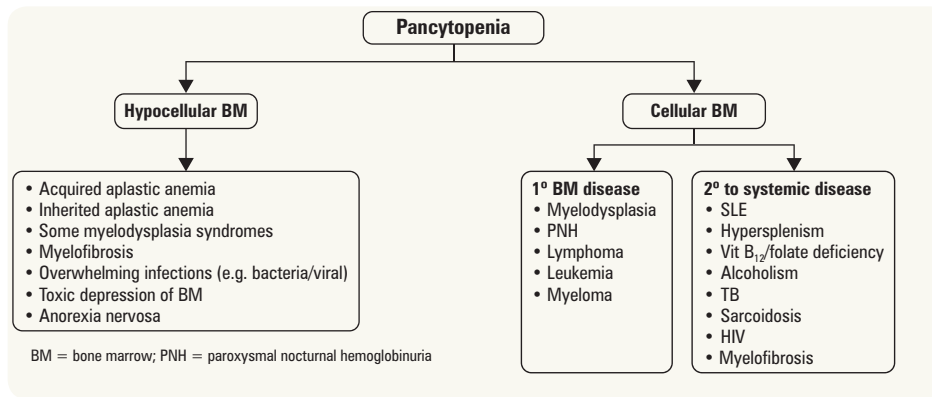 Pancytopenia
Hypocellular BM
Cellular BM
• Acquired aplastic anemia
• Inherited aplastic anemia
• Some myelodysplasia syndromes
• Myelofibrosis
• Overwhelming infections (e.g. bacteria/viral)
• Toxic depression of BM
• Anorexia nervosa
1º BM disease
• Myelodysplasia
• PNH
• Lymphoma
• Leukemia
• Myeloma
2º to systemic disease
• SLE
• Hypersplenism
• Vit B₁₂/folate deficiency
• Alcoholism
• TB
• Sarcoidosis
• HIV
• Myelofibrosis
BM = bone marrow; PNH = paroxysmal nocturnal hemoglobinuria